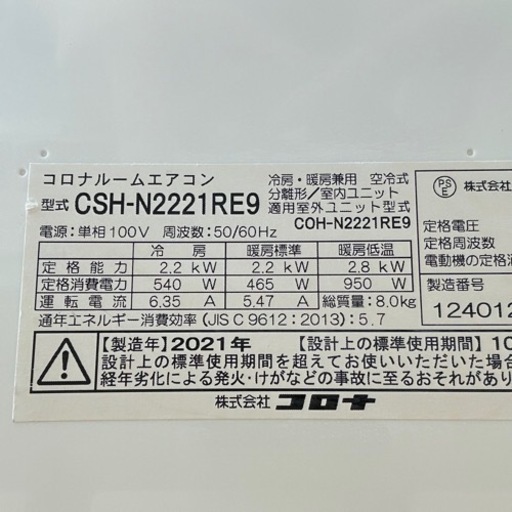 コロナルームエアコン
型式 CSH-N2221RE9
冷房・暖房兼用 空冷式
分離形/室内ユニット
適用室外ユニット型式
COH-N2221RE9
電源:単相100V 周波数:50/60Hz
冷房 暖房標準 暖房低温
定格能力 2.2 kW 2.2 kW 2.8 kW
定格消費電力 540 W 465 W 950 W
運転電流 6.35 A 5.47 A 総質量:8.0kg
通年エネルギー消費効率 (JIS C 9612:2013):5.7
PSE 株式会
定格電圧
定格周波数
電動機の定格消
製造番号
124012
【製造年】2021年 【設計上の標準使用期間】10
設計上の標準使用期間を超えてお使いいただいた場合
経年劣化による発火・けがなどの事故に至るおそれがあり
株式会社 コロナ